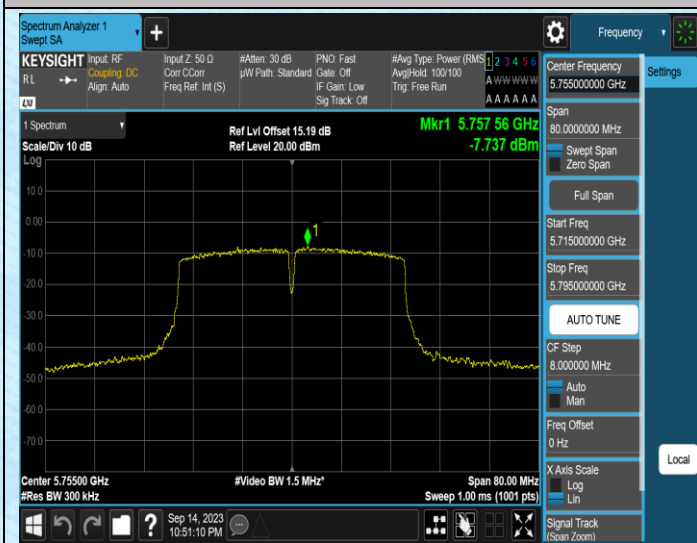 Spectrum Analyzer 1
Swept SA
Frequency
KEYSIGHT
RL
LXI
Input: RF
Coupling: DC
Align: Auto
Input Z: 50 Ω
Corr CCorr
Freq Ref: Int (S)
#Atten: 30 dB
µW Path: Standard
PNO: Fast
Gate: Off
IF Gain: Low
Sig Track: Off
#Avg Type: Power (RMS
Avg|Hold: 100/100
Trig: Free Run
1 2 3 4 5 6
A W W W W W
A A A A A A
1 Spectrum
Scale/Div 10 dB
Ref Lvl Offset 15.19 dB
Ref Level 20.00 dBm
Mkr1 5.757 56 GHz
-7.737 dBm
Log
10.0
0.00
-10.0
-20.0
-30.0
-40.0
-50.0
-60.0
-70.0
1
Center 5.75500 GHz
#Res BW 300 kHz
#Video BW 1.5 MHz*
Span 80.00 MHz
Sweep 1.00 ms (1001 pts)
Sep 14, 2023
10:51:10 PM
Center Frequency
5.755000000 GHz
Span
80.0000000 MHz
Swept Span
Zero Span
Full Span
Start Freq
5.715000000 GHz
Stop Freq
5.795000000 GHz
AUTO TUNE
CF Step
8.000000 MHz
Auto
Man
Freq Offset
0 Hz
X Axis Scale
Log
Lin
Signal Track
(Span Zoom)
Settings
Local